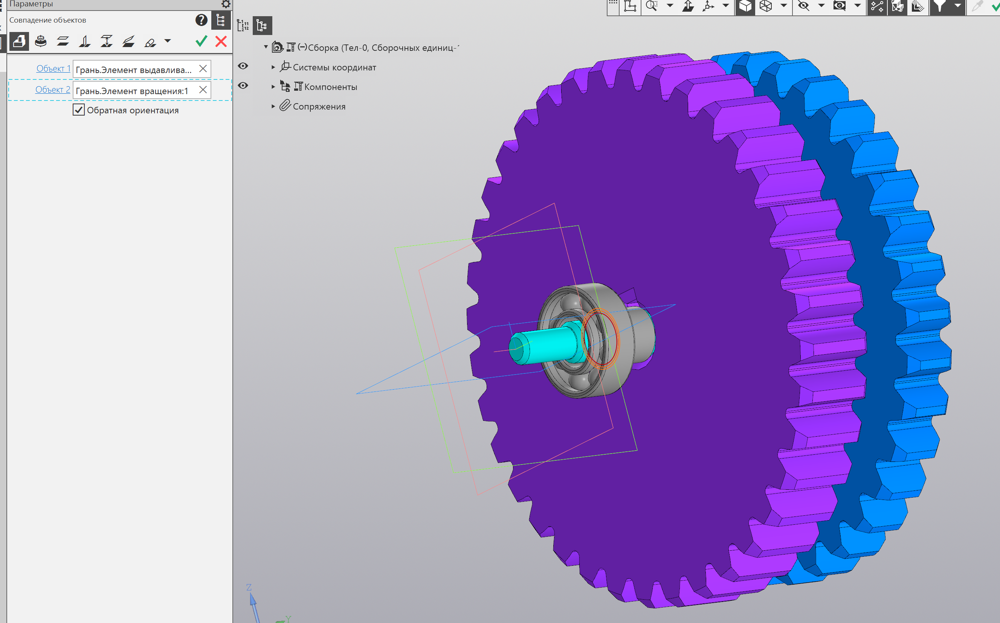 Параметры
Совпадение объектов
Объект 1 Грань.Элемент выдавлива...
Объект 2 Грань.Элемент вращения:1
Обратная ориентация
(–)Сборка (Тел-0, Сборочных единиц-
Системы координат
Компоненты
Сопряжения
Z
Y